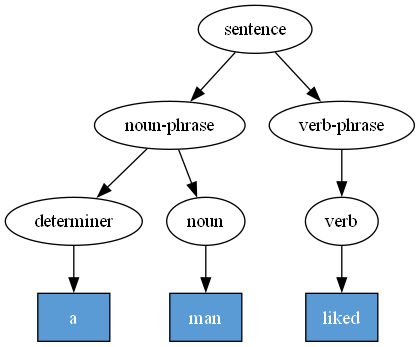 sentence
noun-phrase
verb-phrase
determiner
noun
verb
a
man
liked